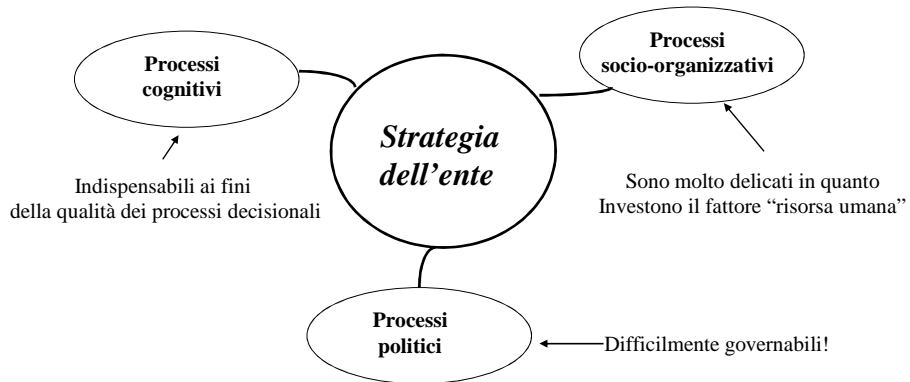 Processi
cognitivi
Processi
socio-organizzativi
Strategia
dell’ente
Indispensabili ai fini
della qualità dei processi decisionali
Sono molto delicati in quanto
Investono il fattore “risorsa umana”
Processi
politici
Difficilmente governabili!